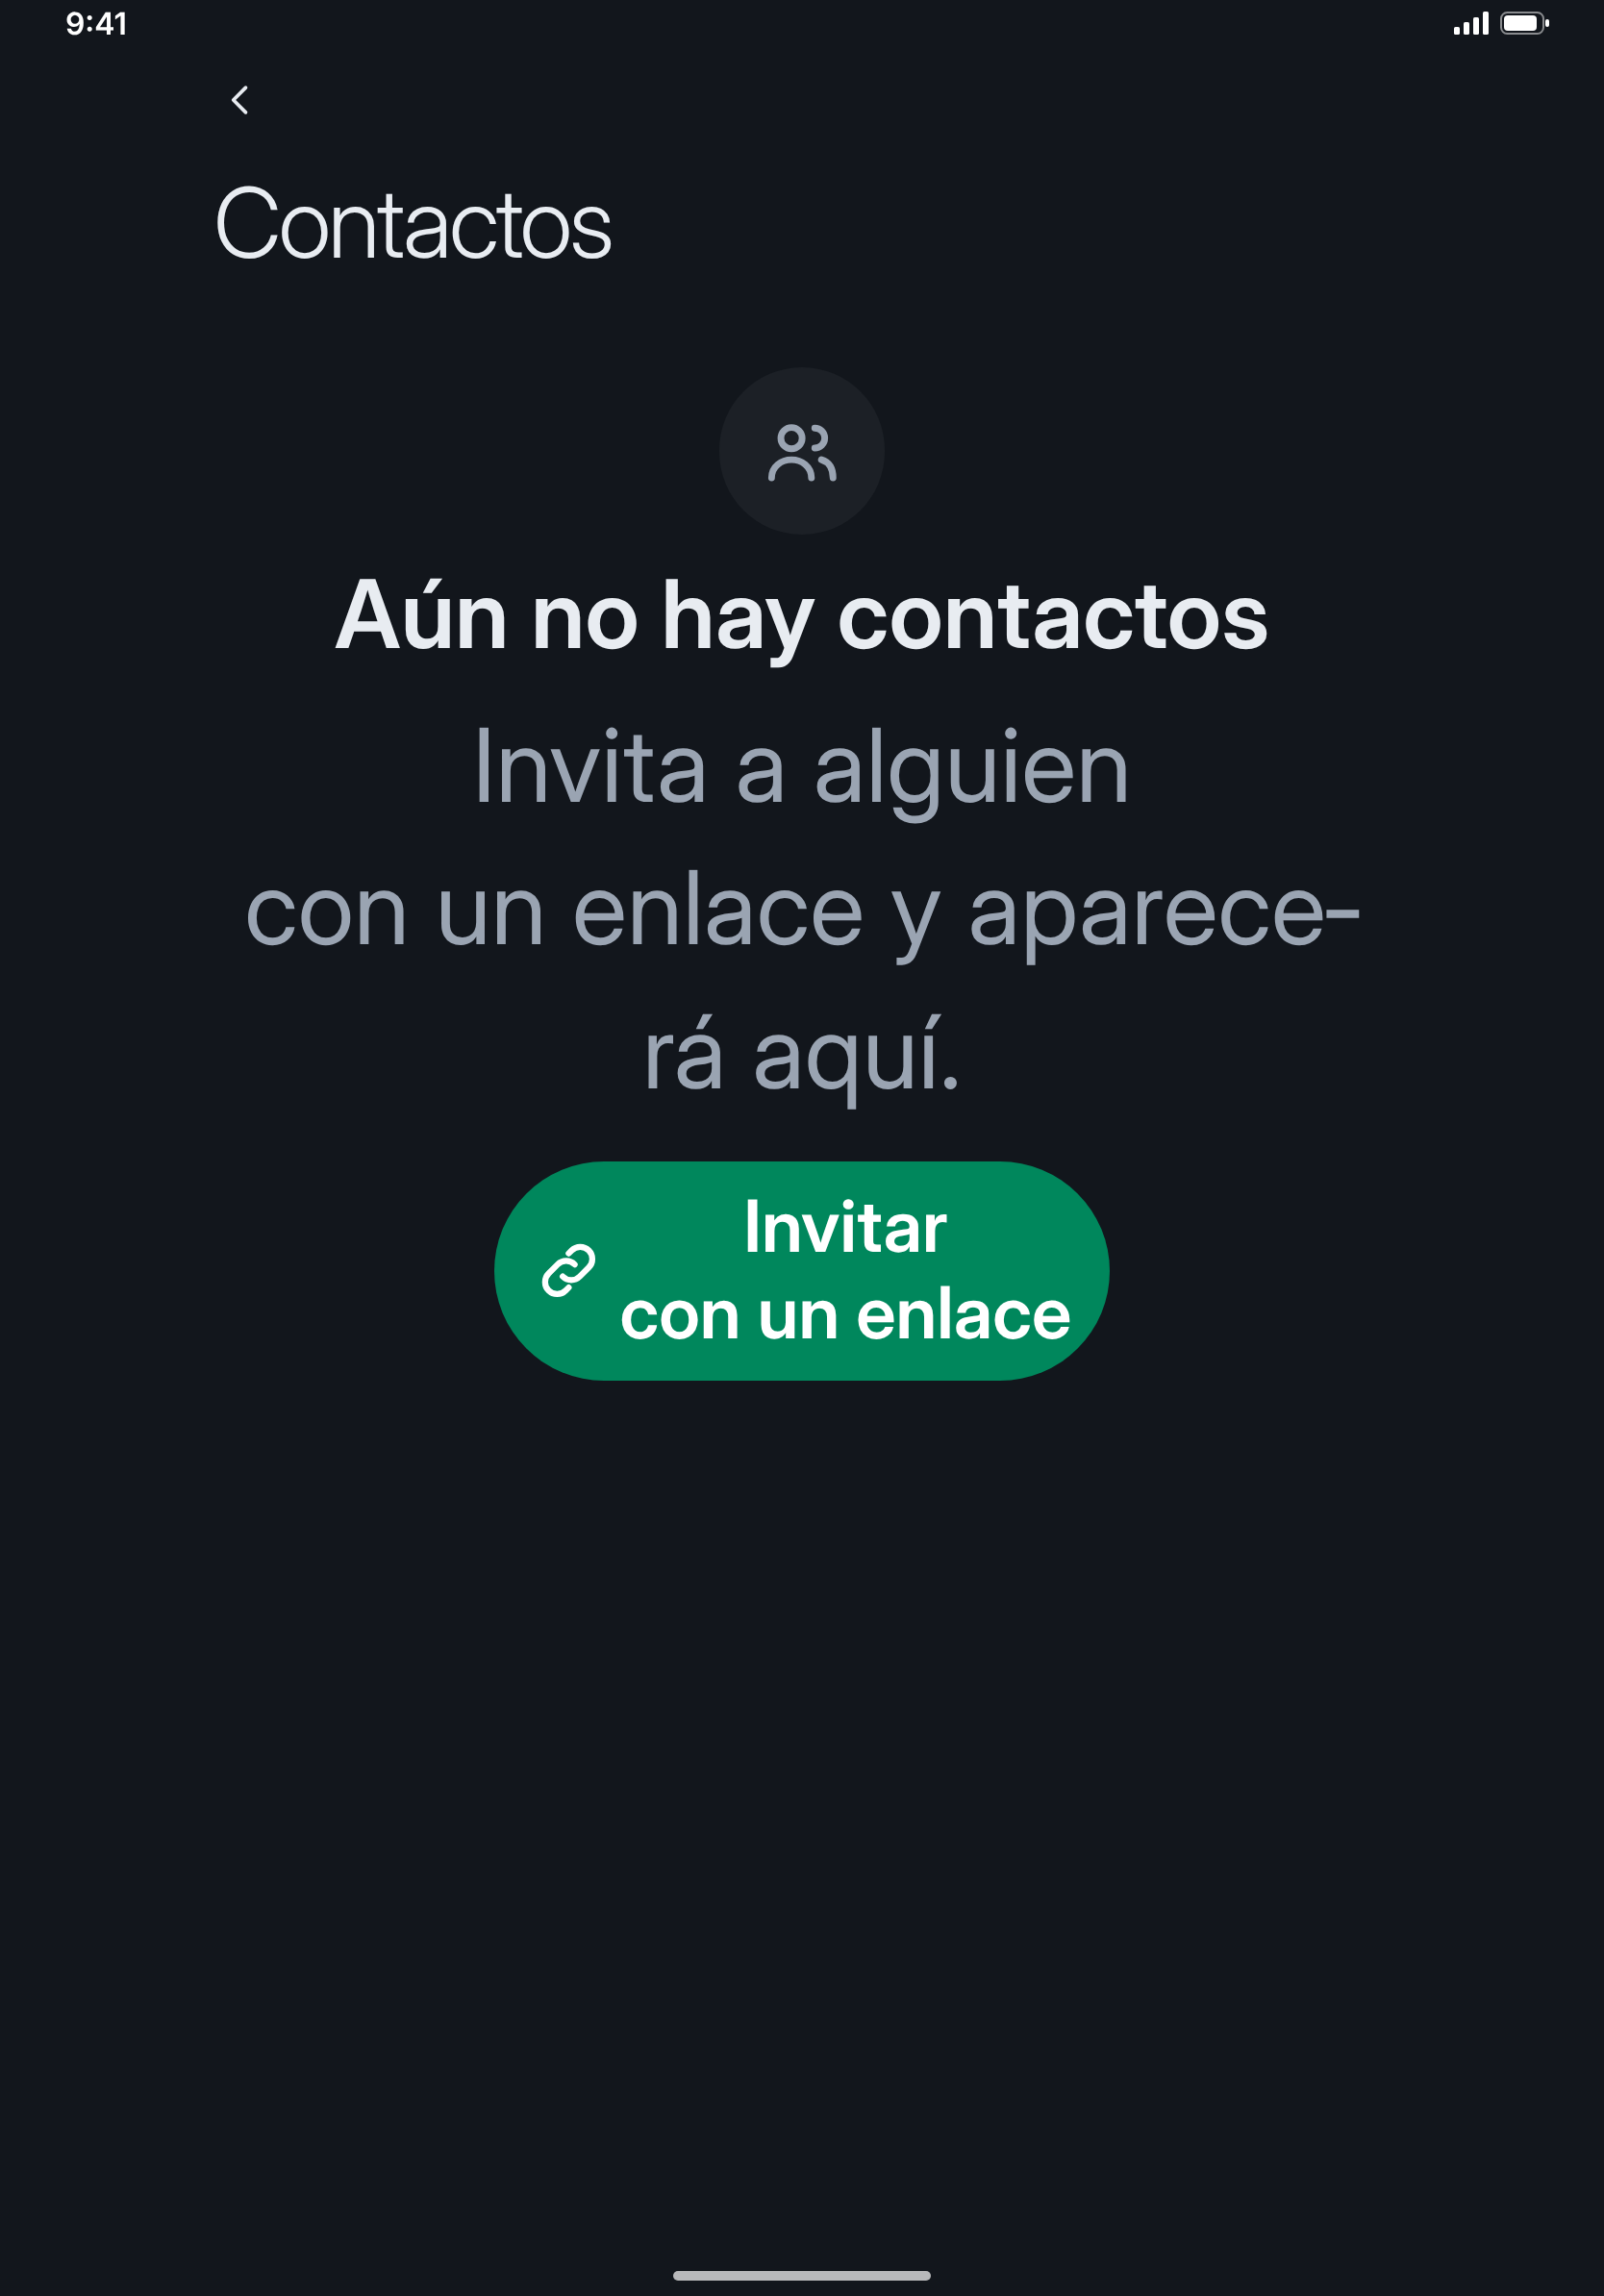 9:41
Contactos
Aún no hay contactos
Invita a alguien
con un enlace y aparece-
rá aquí.
Invitar
con un enlace